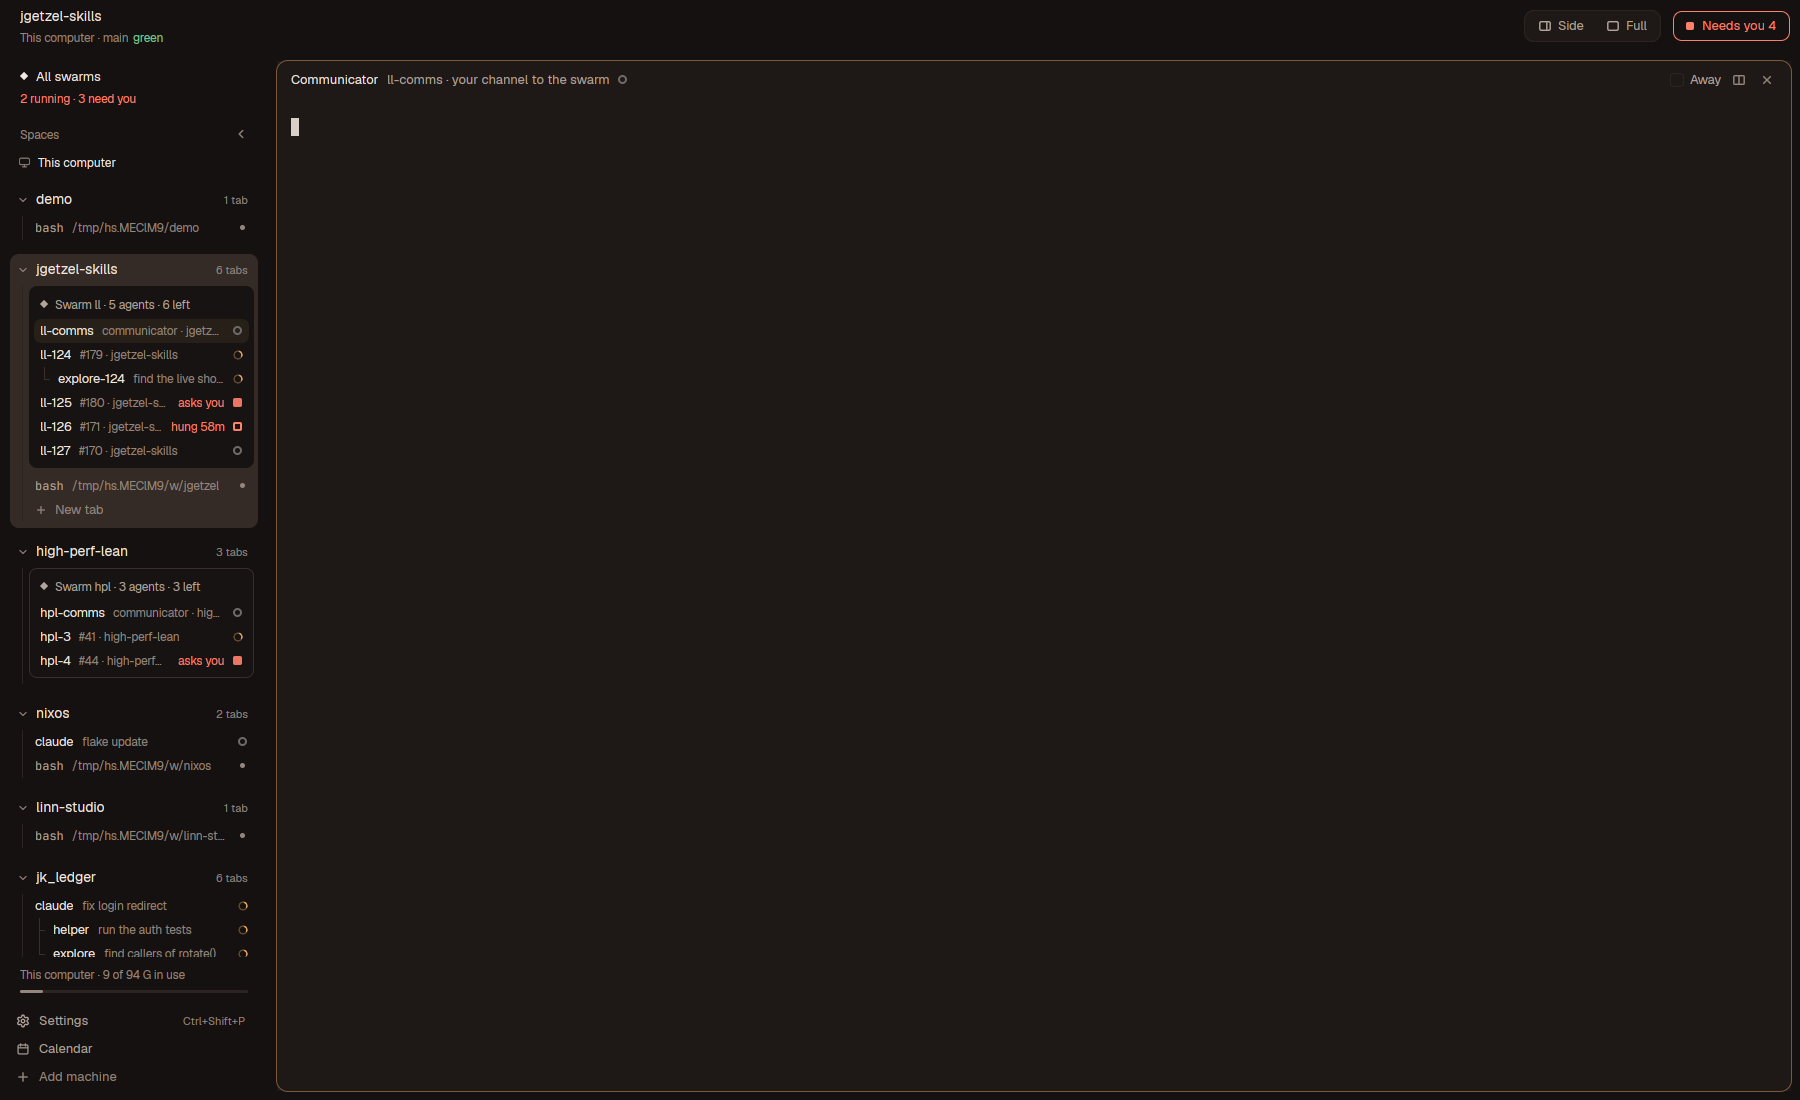 jgetzel-skills
This computer · main green
Side
Full
Needs you 4
All swarms
2 running · 3 need you
Spaces
This computer
demo 1 tab
bash /tmp/hs.MEClM9/demo
jgetzel-skills 6 tabs
Swarm ll · 5 agents · 6 left
ll-comms communicator · jgetz...
ll-124 #179 · jgetzel-skills
explore-124 find the live sho...
ll-125 #180 · jgetzel-s... asks you
ll-126 #171 · jgetzel-s... hung 58m
ll-127 #170 · jgetzel-skills
bash /tmp/hs.MEClM9/w/jgetzel
New tab
high-perf-lean 3 tabs
Swarm hpl · 3 agents · 3 left
hpl-comms communicator · hig...
hpl-3 #41 · high-perf-lean
hpl-4 #44 · high-perf... asks you
nixos 2 tabs
claude flake update
bash /tmp/hs.MEClM9/w/nixos
linn-studio 1 tab
bash /tmp/hs.MEClM9/w/linn-st...
jk_ledger 6 tabs
claude fix login redirect
helper run the auth tests
explore find callers of rotate()
This computer · 9 of 94 G in use
Settings Ctrl+Shift+P
Calendar
Add machine
Communicator ll-comms · your channel to the swarm
Away